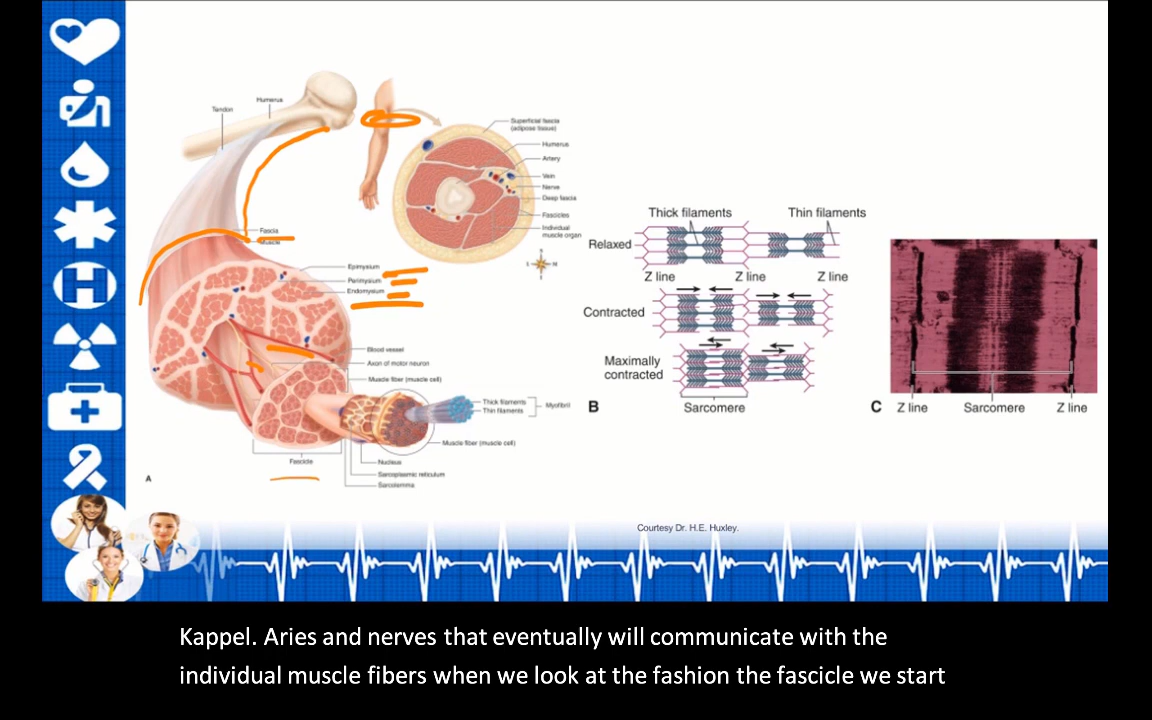 Tendon
Humerus
Fascia
Muscle
Epimysium
Perimysium
Endomysium
Blood vessel
Axon of motor neuron
Muscle fiber (muscle cell)
Thick filaments
Thin filaments
Myofibril
Muscle fiber (muscle cell)
Nucleus
Sarcoplasmic reticulum
Sarcolemma
Fascicle
A
Superficial fascia
(adipose tissue)
Humerus
Artery
Vein
Nerve
Deep fascia
Fascicles
Individual
muscle organ
Thick filaments
Thin filaments
Relaxed
Z line
Z line
Z line
Contracted
Maximally
contracted
B
Sarcomere
C
Z line
Sarcomere
Z line
H
Courtesy Dr. H.E. Huxley.
Kappel. Aries and nerves that eventually will communicate with the
individual muscle fibers when we look at the fashion the fascicle we start